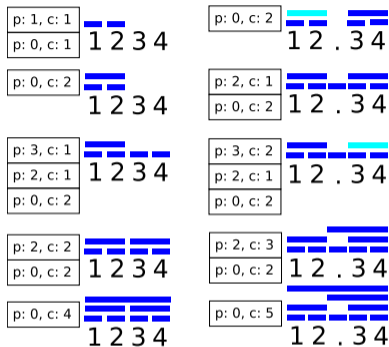 p: 1, c: 1
p: 0, c: 1
1 2 3 4
p: 0, c: 2
1 2 3 4
p: 3, c: 1
p: 2, c: 1
p: 0, c: 2
1 2 3 4
p: 2, c: 2
p: 0, c: 2
1 2 3 4
p: 0, c: 4
1 2 3 4
p: 0, c: 2
1 2 . 3 4
p: 2, c: 1
p: 0, c: 2
1 2 . 3 4
p: 3, c: 2
p: 2, c: 1
p: 0, c: 2
1 2 . 3 4
p: 2, c: 3
p: 0, c: 2
1 2 . 3 4
p: 0, c: 5
1 2 . 3 4